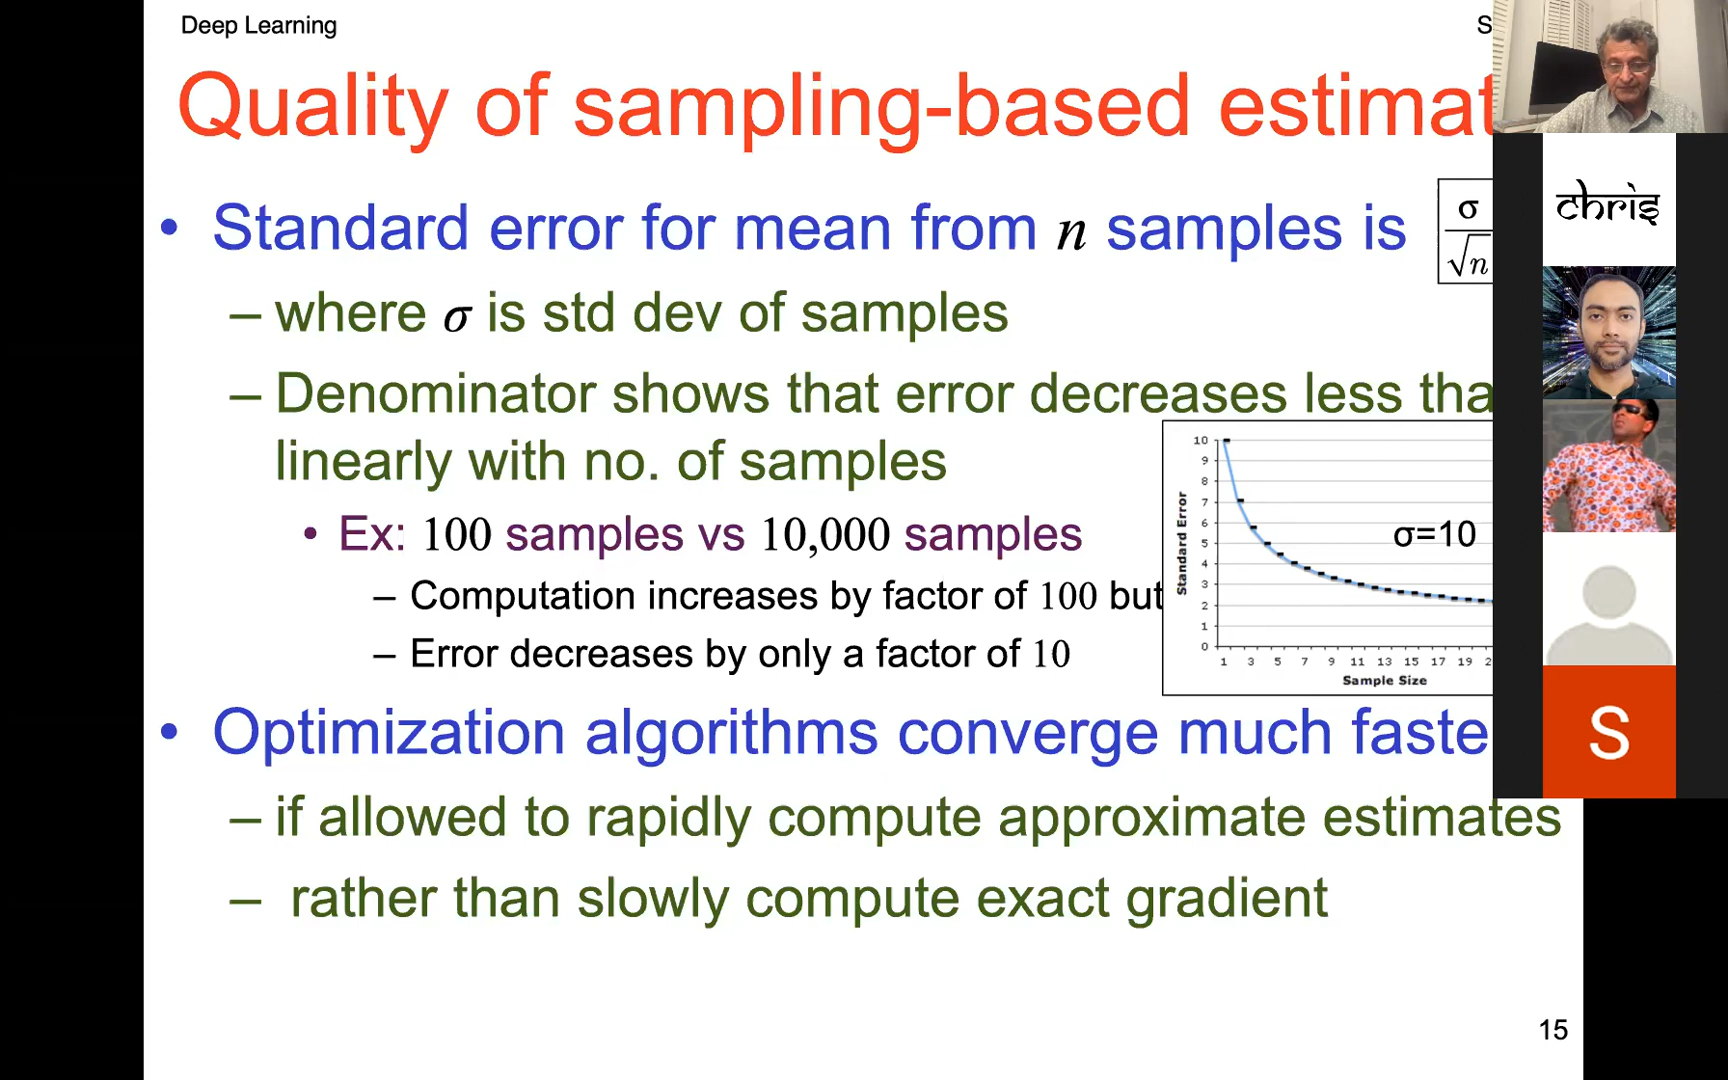 Deep Learning
S
Quality of sampling-based estimat
• Standard error for mean from n samples is
σ
√n
– where σ is std dev of samples
– Denominator shows that error decreases less tha
linearly with no. of samples
• Ex: 100 samples vs 10,000 samples
– Computation increases by factor of 100 but
– Error decreases by only a factor of 10
10
9
8
7
6
5
4
3
2
1
0
Standard Error
σ=10
1 3 5 7 9 11 13 15 17 19 2
Sample Size
• Optimization algorithms converge much faste
– if allowed to rapidly compute approximate estimates
– rather than slowly compute exact gradient
15
chris
S